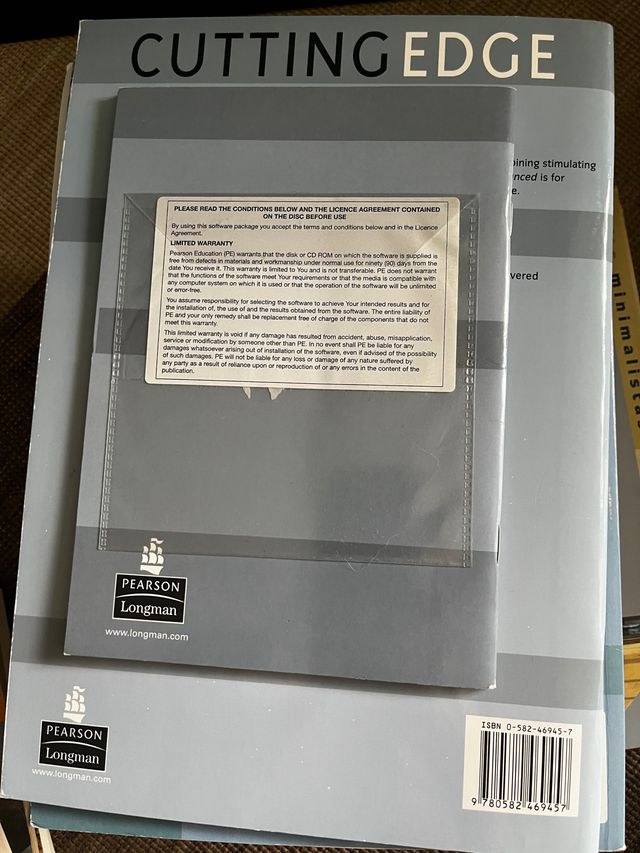 CUTTING EDGE
bining stimulating
nced is for
e.
vered
PLEASE READ THE CONDITIONS BELOW AND THE LICENCE AGREEMENT CONTAINED
ON THE DISC BEFORE USE
By using this software package you accept the terms and conditions below and in the Licence
Agreement.
LIMITED WARRANTY
Pearson Education (PE) warrants that the disk or CD ROM on which the software is supplied is
free from defects in materials and workmanship under normal use for ninety (90) days from the
date You receive it. This warranty is limited to You and is not transferable. PE does not warrant
that the functions of the software meet Your requirements or that the media is compatible with
any computer system on which it is used or that the operation of the software will be unlimited
or error-free.
You assume responsibility for selecting the software to achieve Your intended results and for
the installation of, the use of and the results obtained from the software. The entire liability of
PE and your only remedy shall be replacement free of charge of the components that do not
meet this warranty.
This limited warranty is void if any damage has resulted from accident, abuse, misapplication,
service or modification by someone other than PE. In no event shall PE be liable for any
damages whatsoever arising out of installation of the software, even if advised of the possibility
of such damages. PE will not be liable for any loss or damage of any nature suffered by
any party as a result of reliance upon or reproduction of or any errors in the content of the
publication.
minimalista
PEARSON
Longman
www.longman.com
PEARSON
Longman
www.longman.com
ISBN 0-582-46945-7
9 780582 469457